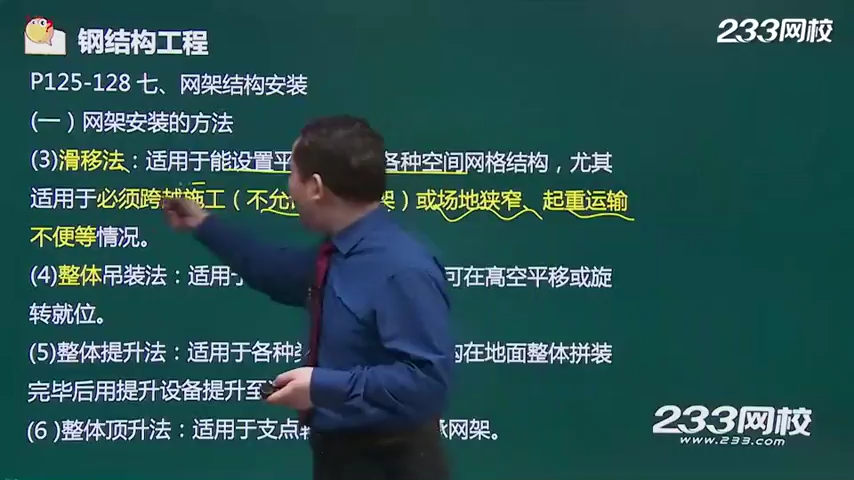 钢结构工程
233网校
P125-128 七、网架结构安装
(一）网架安装的方法
(3)滑移法：适用于能设置平 各种空间网格结构，尤其
适用于必须跨越施工（不允 架）或场地狭窄、起重运输
不便等情况。
(4)整体吊装法：适用于 可在高空平移或旋
转就位。
(5)整体提升法：适用于各种 在地面整体拼装
完毕后用提升设备提升至
(6)整体顶升法：适用于支点 网架。
233网校
www.233.com